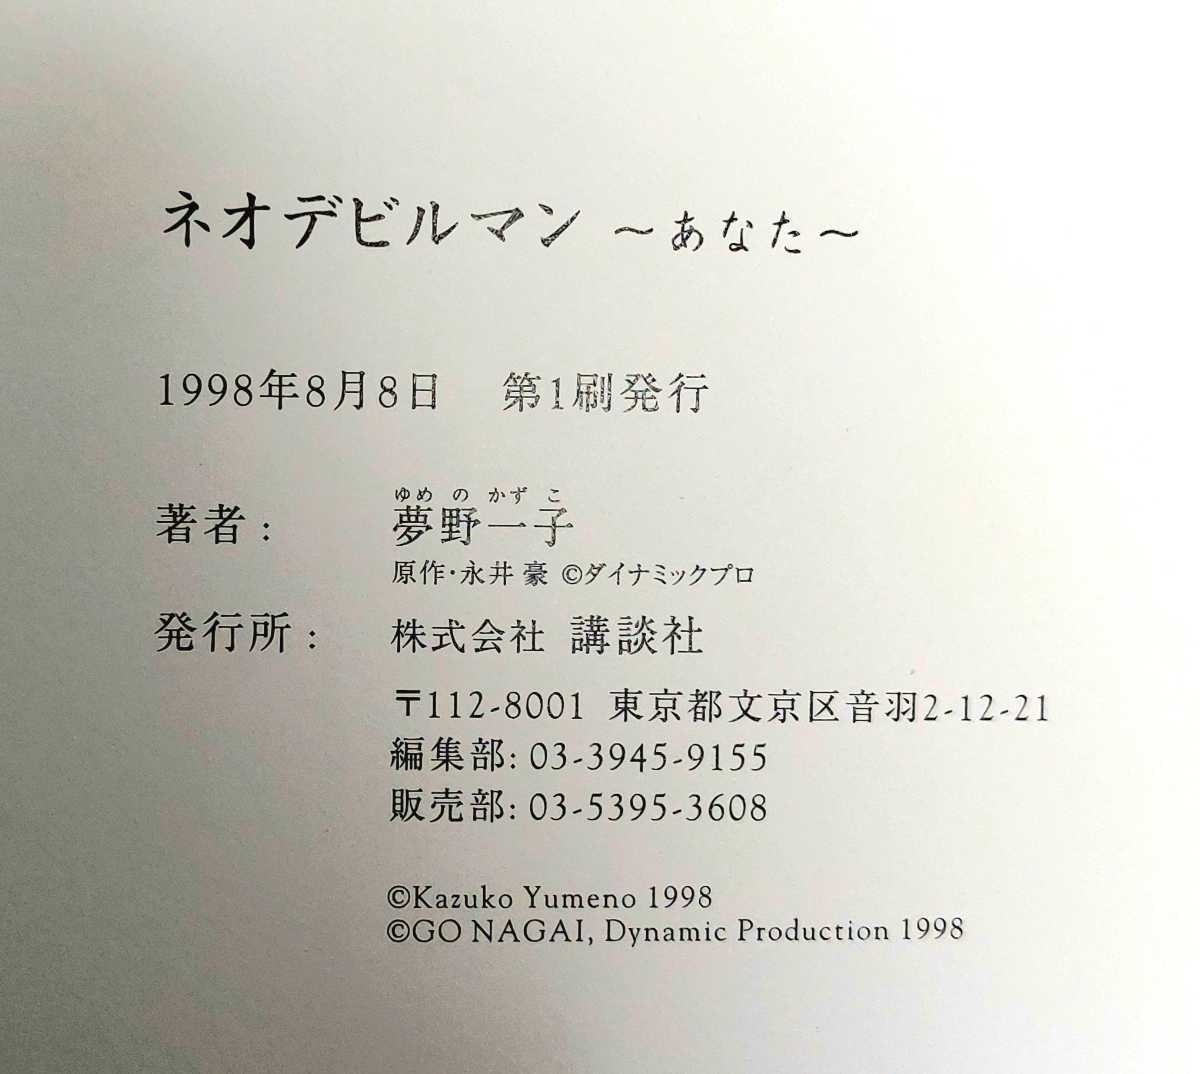 ネオデビルマン ～あなた～
1998年8月8日　第1刷発行
ゆめ の かず こ
著者：　夢野一子
原作・永井 豪 ©ダイナミックプロ
発行所：　株式会社 講談社
〒112-8001 東京都文京区音羽2-12-21
編集部: 03-3945-9155
販売部: 03-5395-3608
©Kazuko Yumeno 1998
©GO NAGAI, Dynamic Production 1998